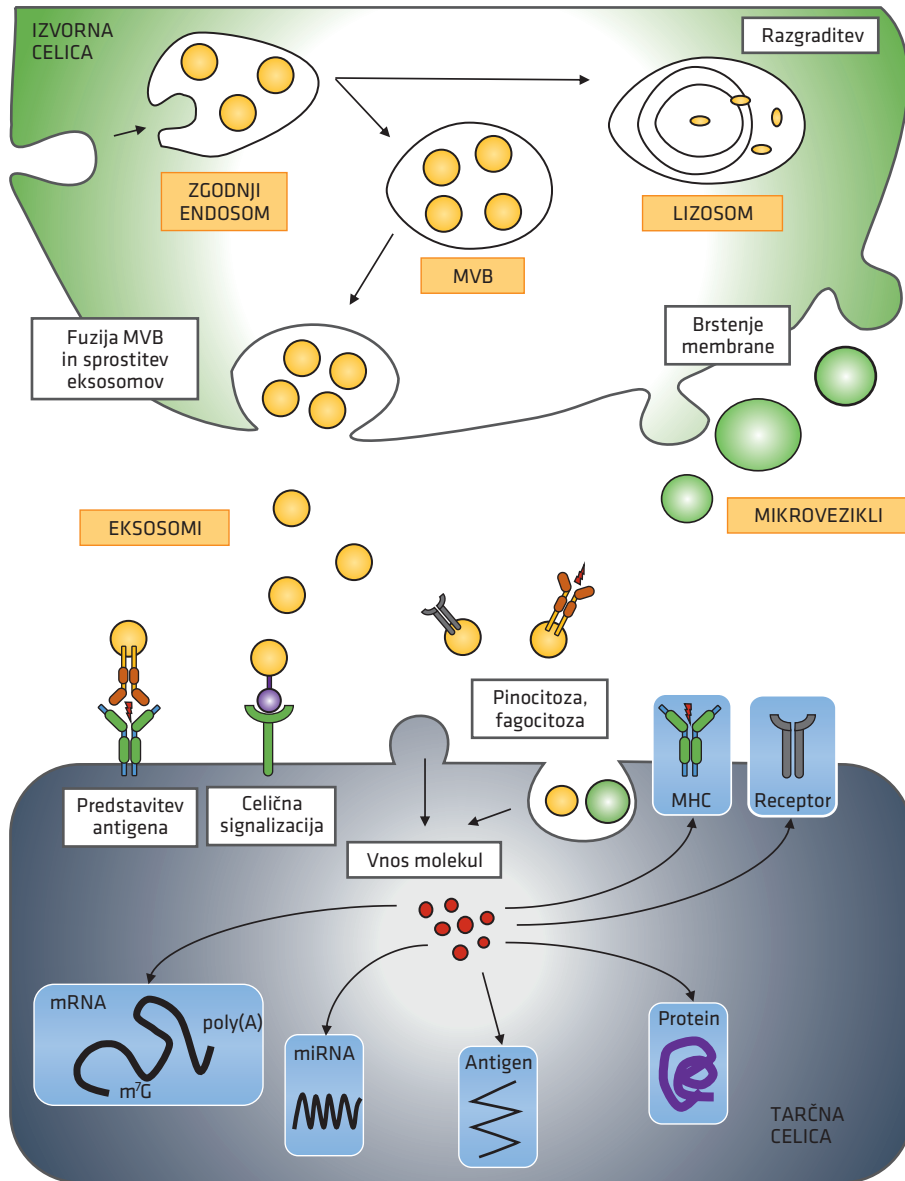 IZVORNA
CELICA
Razgraditev
ZGODNJI
ENDOSOM
LIZOSOM
MVB
Fuzija MVB
in sprostitev
eksosomov
Brstenje
membrane
EKSOSOMI
MIKROVEZIKLI
Pinocitoza,
fagocitoza
Predstavitev
antigena
Celična
signalizacija
MHC
Receptor
Vnos molekul
mRNA
poly(A)
m⁷G
miRNA
Antigen
Protein
TARČNA
CELICA